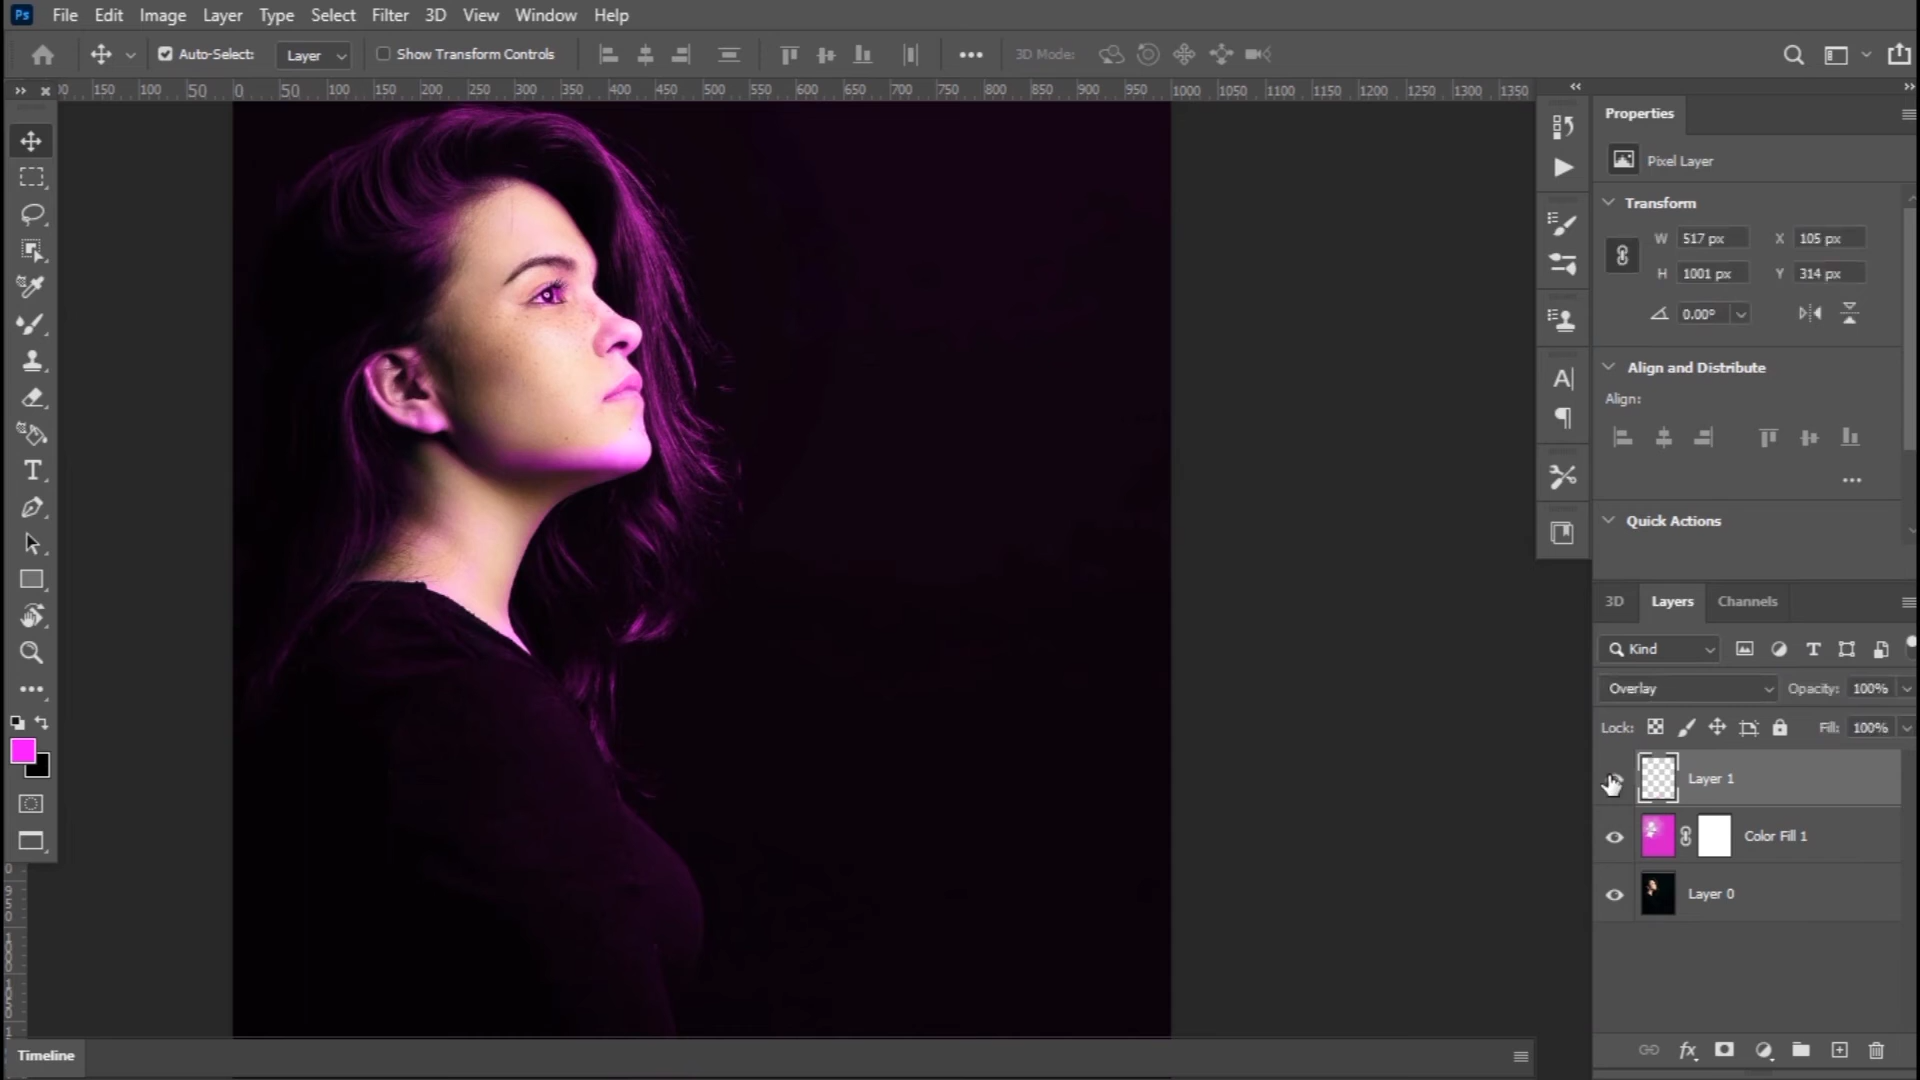 Ps File Edit Image Layer Type Select Filter 3D View Window Help
Auto-Select: Layer Show Transform Controls 3D Mode:
150 100 50 0 50 100 150 200 250 300 350 400 450 500 550 600 650 700 750 800 850 900 950 1000 1050 1100 1150 1200 1250 1300 1350
Properties
Pixel Layer
Transform
W 517 px X 105 px
H 1001 px Y 314 px
0.00°
Align and Distribute
Align:
Quick Actions
3D Layers Channels
Kind
Overlay Opacity: 100%
Lock: Fill: 100%
Layer 1
Color Fill 1
Layer 0
Timeline